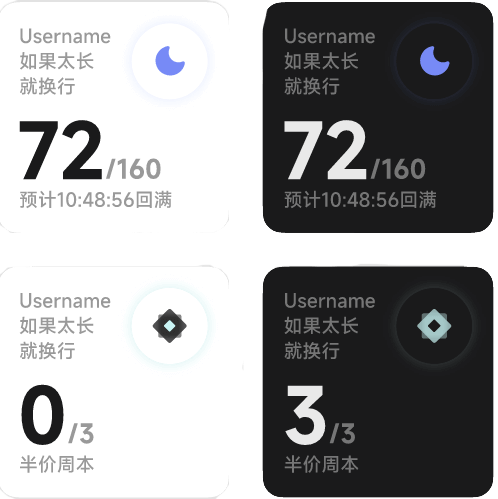 Username
如果太长
就换行
72/160
预计10:48:56回满
Username
如果太长
就换行
72/160
预计10:48:56回满
Username
如果太长
就换行
0/3
半价周本
Username
如果太长
就换行
3/3
半价周本